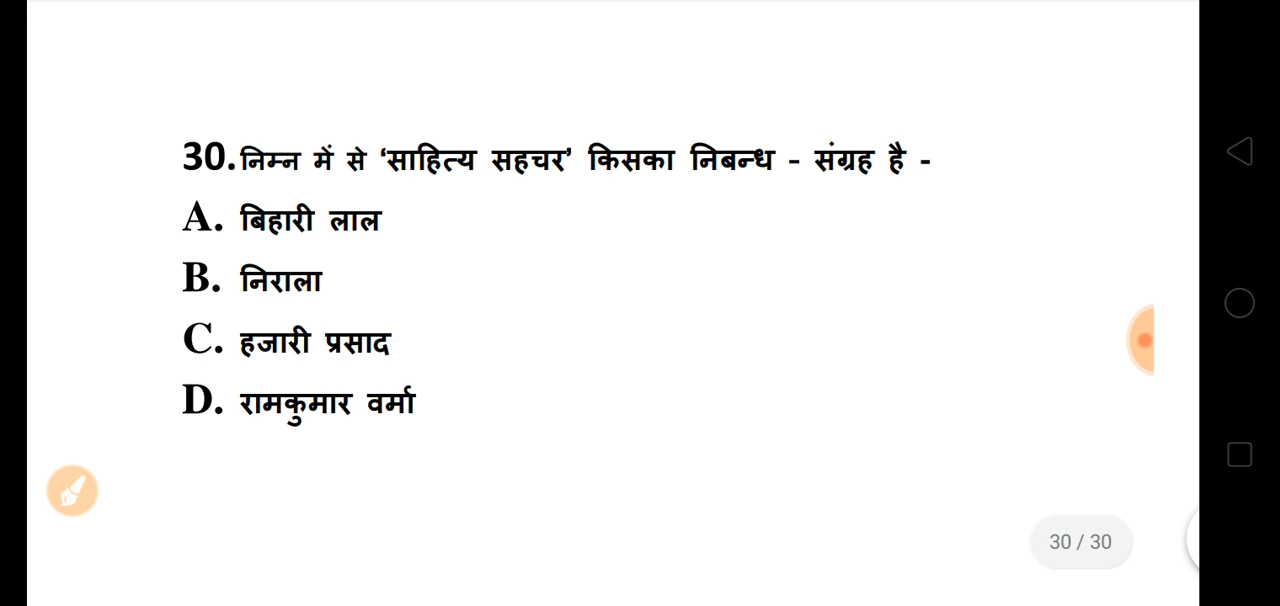 30. निम्न में से ‘साहित्य सहचर’ किसका निबन्ध - संग्रह है -
A. बिहारी लाल
B. निराला
C. हजारी प्रसाद
D. रामकुमार वर्मा
30 / 30